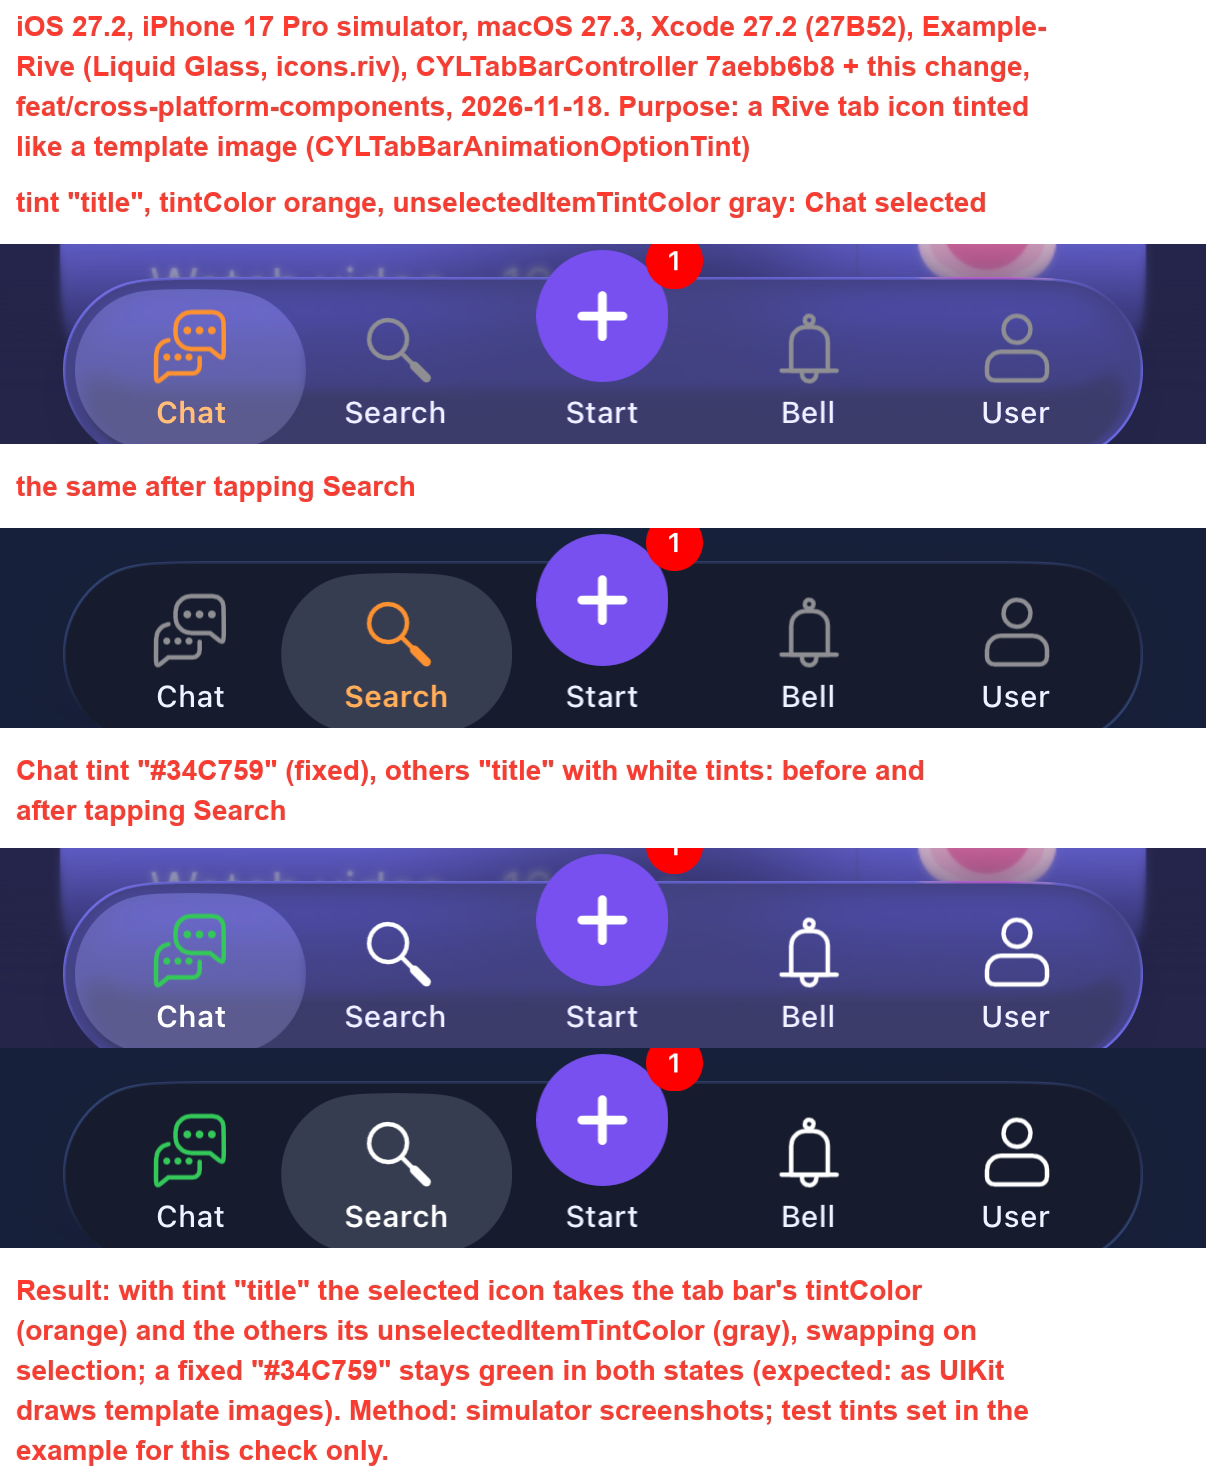 iOS 27.2, iPhone 17 Pro simulator, macOS 27.3, Xcode 27.2 (27B52), Example-
Rive (Liquid Glass, icons.riv), CYLTabBarController 7aebb6b8 + this change,
feat/cross-platform-components, 2026-11-18. Purpose: a Rive tab icon tinted
like a template image (CYLTabBarAnimationOptionTint)
tint "title", tintColor orange, unselectedItemTintColor gray: Chat selected
1
Chat Search Start Bell User
the same after tapping Search
1
Chat Search Start Bell User
Chat tint "#34C759" (fixed), others "title" with white tints: before and
after tapping Search
Chat Search Start Bell User
1
Chat Search Start Bell User
Result: with tint "title" the selected icon takes the tab bar's tintColor
(orange) and the others its unselectedItemTintColor (gray), swapping on
selection; a fixed "#34C759" stays green in both states (expected: as UIKit
draws template images). Method: simulator screenshots; test tints set in the
example for this check only.